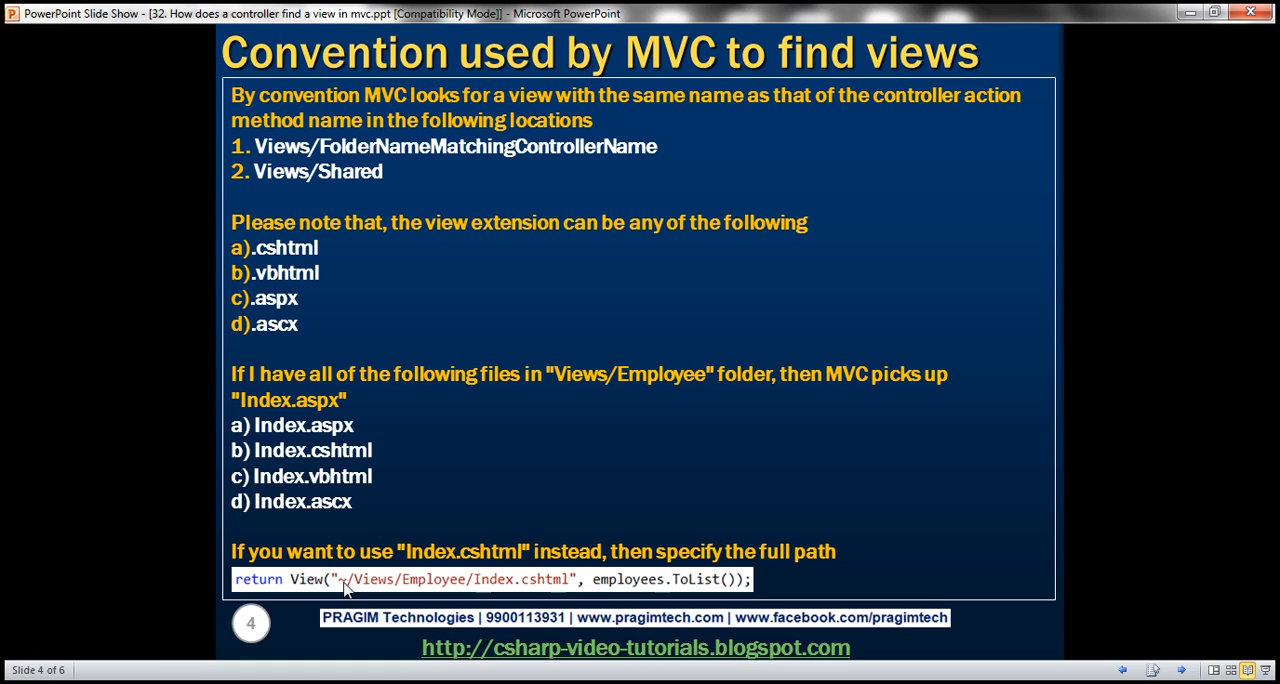 PowerPoint Slide Show - [32. How does a controller find a view in mvc.ppt [Compatibility Mode]] - Microsoft PowerPoint
Convention used by MVC to find views
By convention MVC looks for a view with the same name as that of the controller action
method name in the following locations
1. Views/FolderNameMatchingControllerName
2. Views/Shared
Please note that, the view extension can be any of the following
a).cshtml
b).vbhtml
c).aspx
d).ascx
If I have all of the following files in "Views/Employee" folder, then MVC picks up
"Index.aspx"
a) Index.aspx
b) Index.cshtml
c) Index.vbhtml
d) Index.ascx
If you want to use "Index.cshtml" instead, then specify the full path
return View("~/Views/Employee/Index.cshtml", employees.ToList());
4
PRAGIM Technologies | 9900113931 | www.pragimtech.com | www.facebook.com/pragimtech
http://csharp-video-tutorials.blogspot.com
Slide 4 of 6